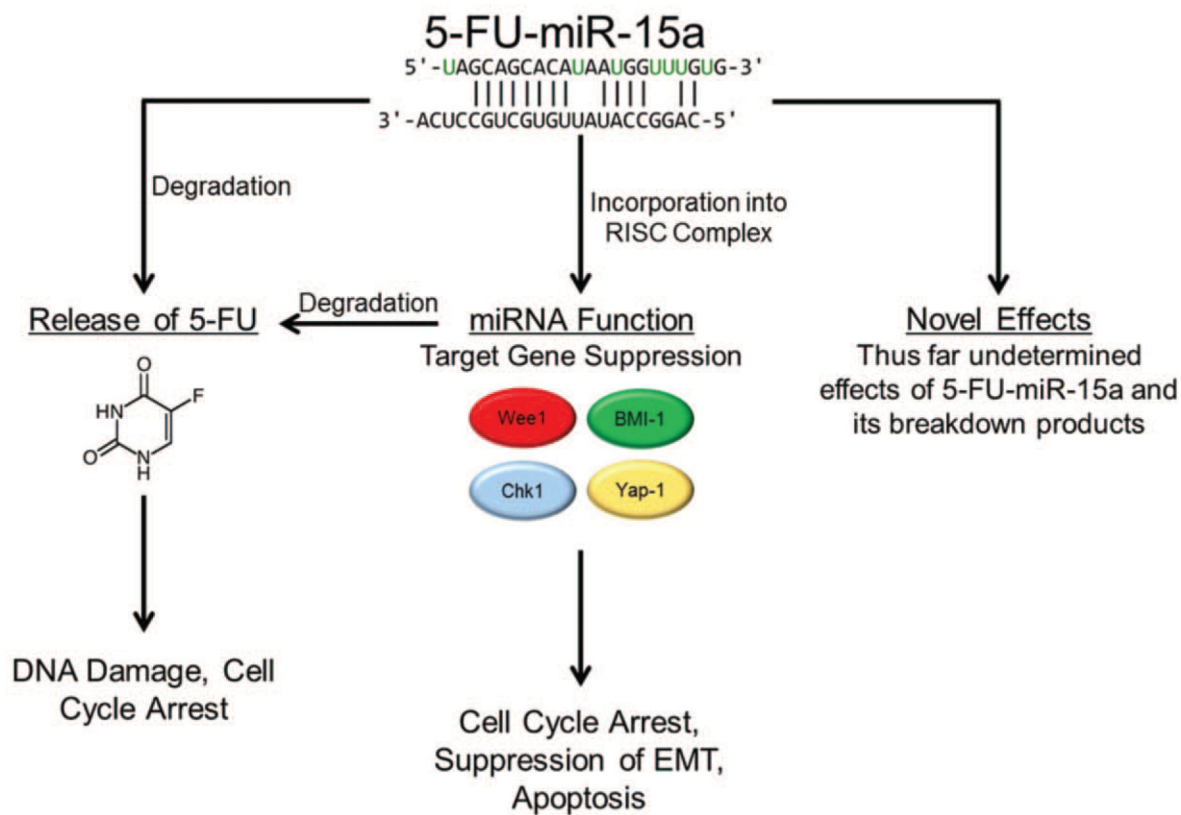 5-FU-miR-15a
5'-UAGCAGCACAUAAUGGUUUGUG-3'
3'-ACUCCGUCGUGUUAUACCGGAC-5'
Degradation
Incorporation into
RISC Complex
Release of 5-FU
Degradation
miRNA Function
Target Gene Suppression
Novel Effects
Thus far undetermined
effects of 5-FU-miR-15a and
its breakdown products
O
F
HN
O
N
H
Wee1
BMI-1
Chk1
Yap-1
DNA Damage, Cell
Cycle Arrest
Cell Cycle Arrest,
Suppression of EMT,
Apoptosis